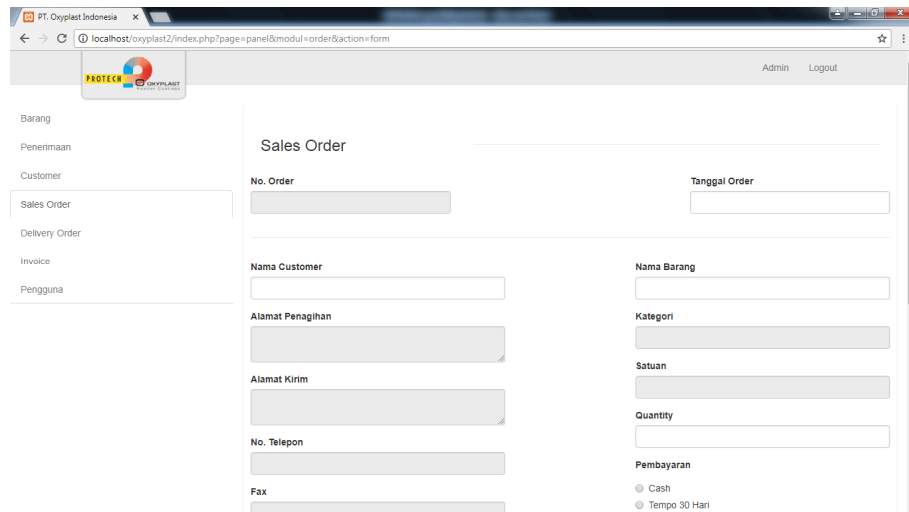 PT. Oxyplast Indonesia
localhost/oxyplast2/index.php?page=panel&modul=order&action=form
PROTECH
OXYPLAST
Powder Coatings
Admin Logout
Barang
Penerimaan
Customer
Sales Order
Delivery Order
Invoice
Pengguna
Sales Order
No. Order
Tanggal Order
Nama Customer
Alamat Penagihan
Alamat Kirim
No. Telepon
Fax
Nama Barang
Kategori
Satuan
Quantity
Pembayaran
Cash
Tempo 30 Hari